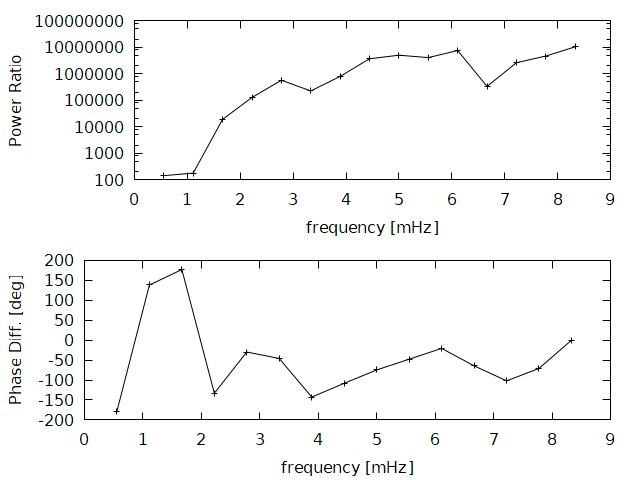 100000000
10000000
1000000
100000
10000
1000
100
Power Ratio
0 1 2 3 4 5 6 7 8 9
frequency [mHz]
200
150
100
50
0
-50
-100
-150
-200
Phase Diff. [deg]
0 1 2 3 4 5 6 7 8 9
frequency [mHz]